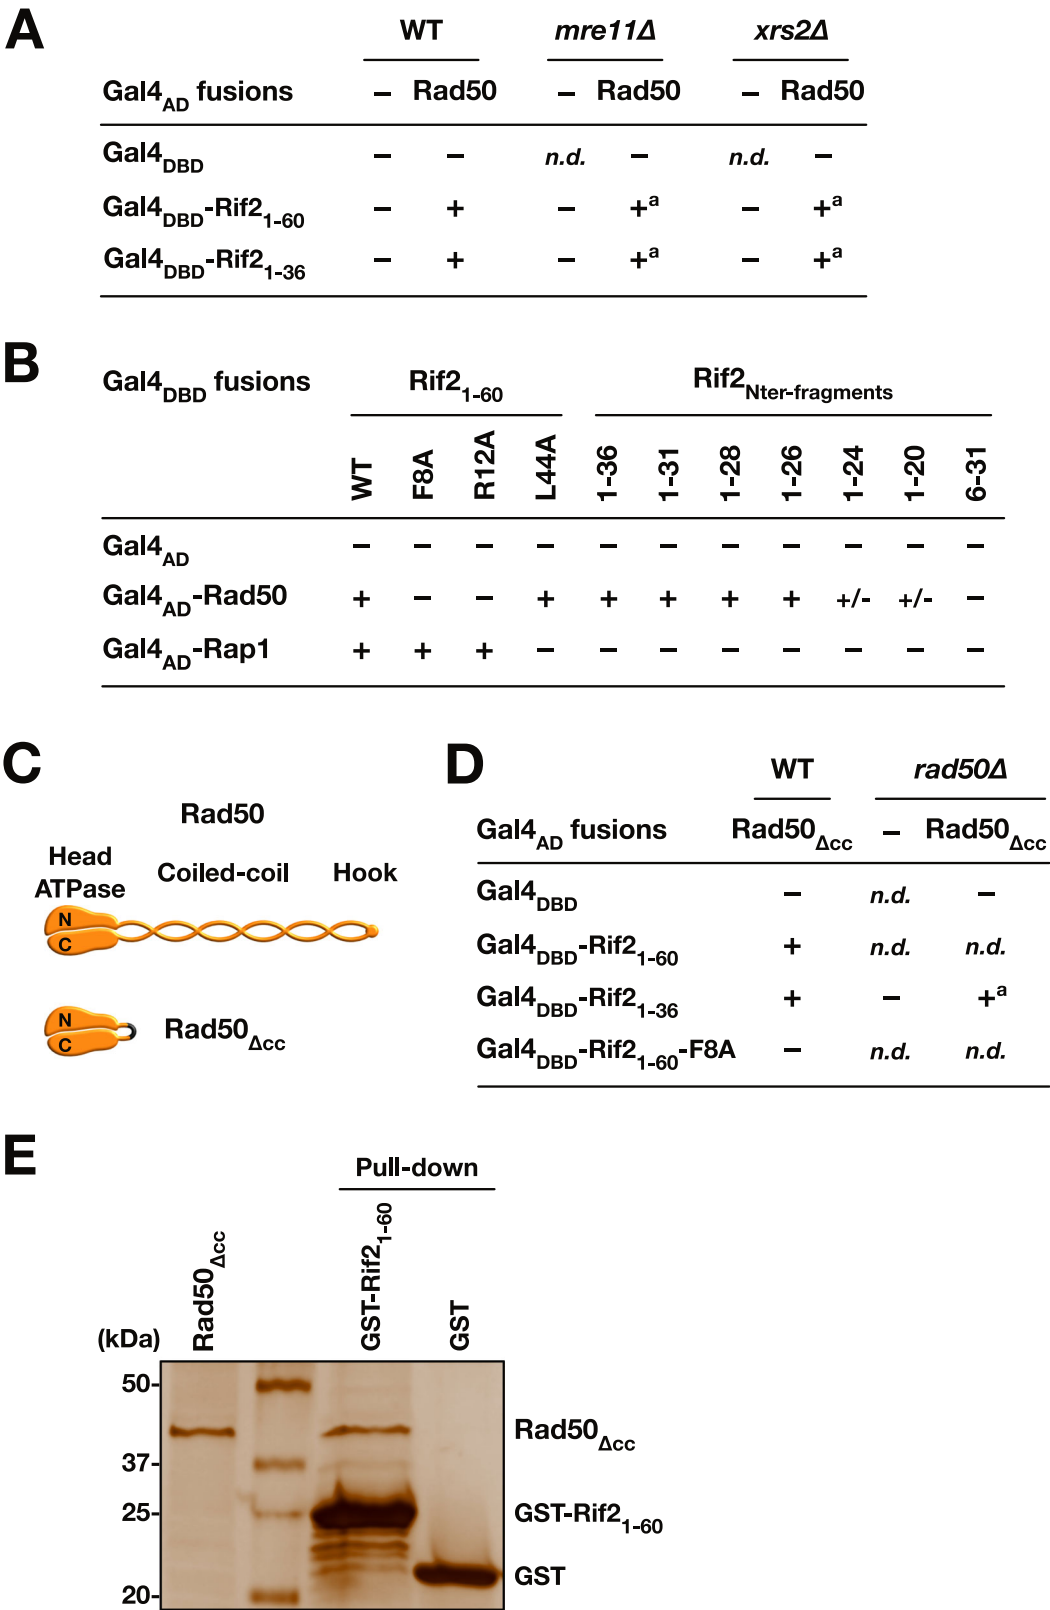 A
WT mre11Δ xrs2Δ
Gal4AD fusions – Rad50 – Rad50 – Rad50
Gal4DBD – – n.d. – n.d. –
Gal4DBD-Rif21-60 – + – +a – +a
Gal4DBD-Rif21-36 – + – +a – +a
B
Gal4DBD fusions Rif21-60 Rif2Nter-fragments
WT F8A R12A L44A 1-36 1-31 1-28 1-26 1-24 1-20 6-31
Gal4AD – – – – – – – – – – –
Gal4AD-Rad50 + – – + + + + + +/- +/- –
Gal4AD-Rap1 + + + – – – – – – – –
C
Rad50
Head ATPase Coiled-coil Hook
N
C
N
C
Rad50Δcc
D
WT rad50Δ
Gal4AD fusions Rad50Δcc – Rad50Δcc
Gal4DBD – n.d. –
Gal4DBD-Rif21-60 + n.d. n.d.
Gal4DBD-Rif21-36 + – +a
Gal4DBD-Rif21-60-F8A – n.d. n.d.
E
Pull-down
(kDa) Rad50Δcc GST-Rif21-60 GST
50-
Rad50Δcc
37-
25- GST-Rif21-60
GST
20-